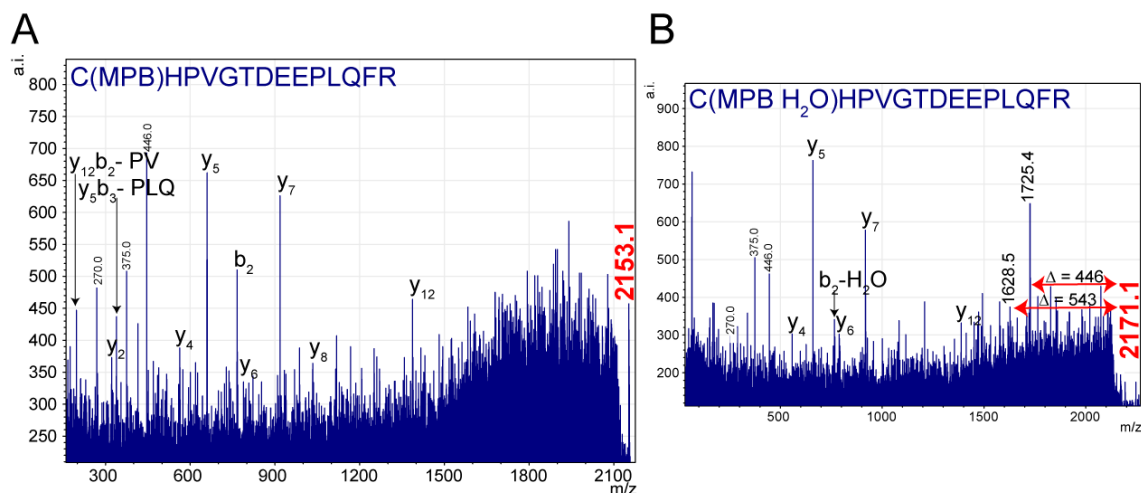 A
a.i.
C(MPB)HPVGTDEEPLQFR
800
750
700
650
600
550
500
450
400
350
300
250
y12b2- PV
y5b3- PLQ
446.0
270.0
375.0
y2
y4
y5
b2
y6
y7
y8
y12
2153.1
300
600
900
1200
1500
1800
2100
m/z
B
a.i.
C(MPB H2O)HPVGTDEEPLQFR
900
800
700
600
500
400
300
200
270.0
375.0
446.0
y4
y5
b2-H2O
y6
y7
y12
1628.5
1725.4
Δ = 446
Δ = 543
2171.1
500
1000
1500
2000
m/z